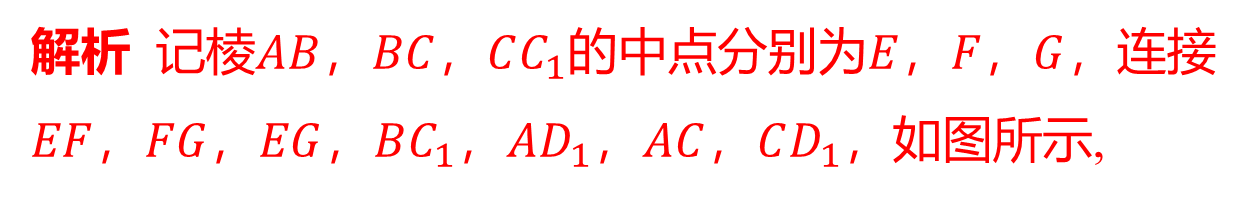 解析 记棱AB，BC，CC₁的中点分别为E，F，G，连接
EF，FG，EG，BC₁，AD₁，AC，CD₁，如图所示,